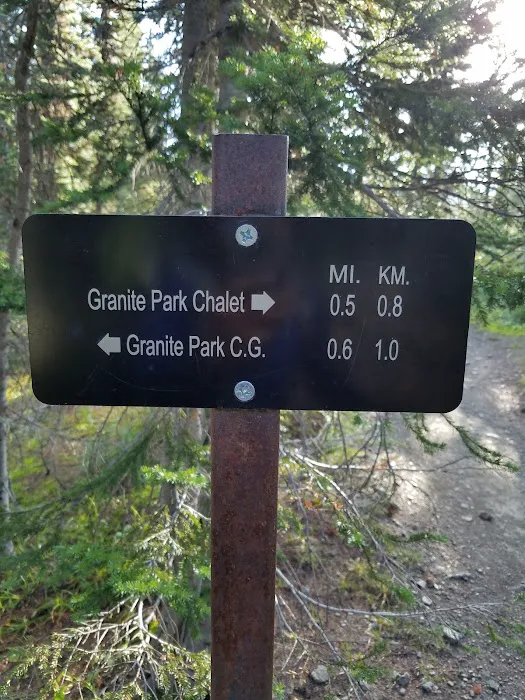 MI. KM.
Granite Park Chalet ➡ 0.5 0.8
⬅ Granite Park C.G. 0.6 1.0